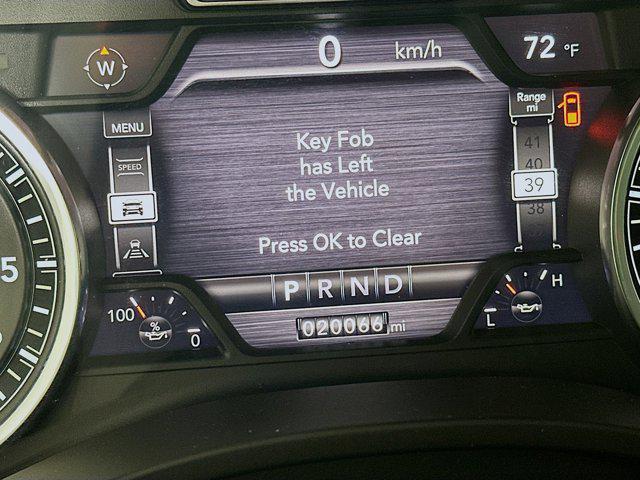 W
0 km/h
72 °F
MENU
SPEED
Range
mi
41
40
39
38
Key Fob
has Left
the Vehicle
Press OK to Clear
P R N D
020066 mi
100 % 0
L H
5